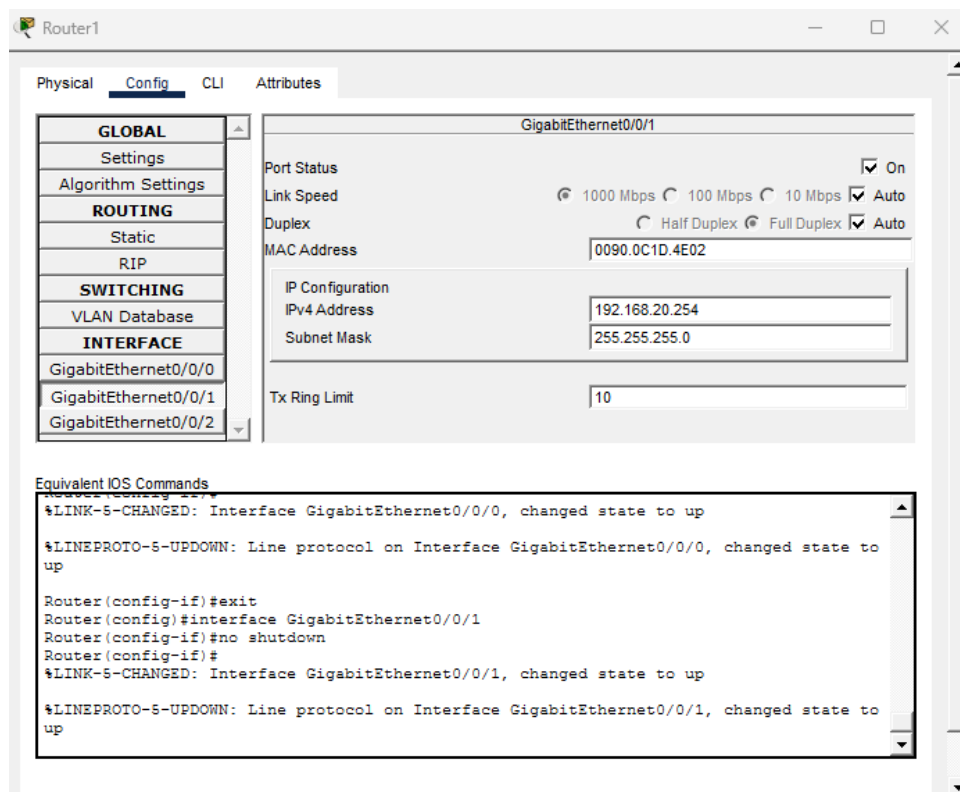 Router1
Physical Config CLI Attributes
GLOBAL
Settings
Algorithm Settings
ROUTING
Static
RIP
SWITCHING
VLAN Database
INTERFACE
GigabitEthernet0/0/0
GigabitEthernet0/0/1
GigabitEthernet0/0/2
GigabitEthernet0/0/1
Port Status On
Link Speed 1000 Mbps 100 Mbps 10 Mbps Auto
Duplex Half Duplex Full Duplex Auto
MAC Address 0090.0C1D.4E02
IP Configuration
IPv4 Address 192.168.20.254
Subnet Mask 255.255.255.0
Tx Ring Limit 10
Equivalent IOS Commands
Router(config-if)#
%LINK-5-CHANGED: Interface GigabitEthernet0/0/0, changed state to up
%LINEPROTO-5-UPDOWN: Line protocol on Interface GigabitEthernet0/0/0, changed state to
up
Router(config-if)#exit
Router(config)#interface GigabitEthernet0/0/1
Router(config-if)#no shutdown
Router(config-if)#
%LINK-5-CHANGED: Interface GigabitEthernet0/0/1, changed state to up
%LINEPROTO-5-UPDOWN: Line protocol on Interface GigabitEthernet0/0/1, changed state to
up